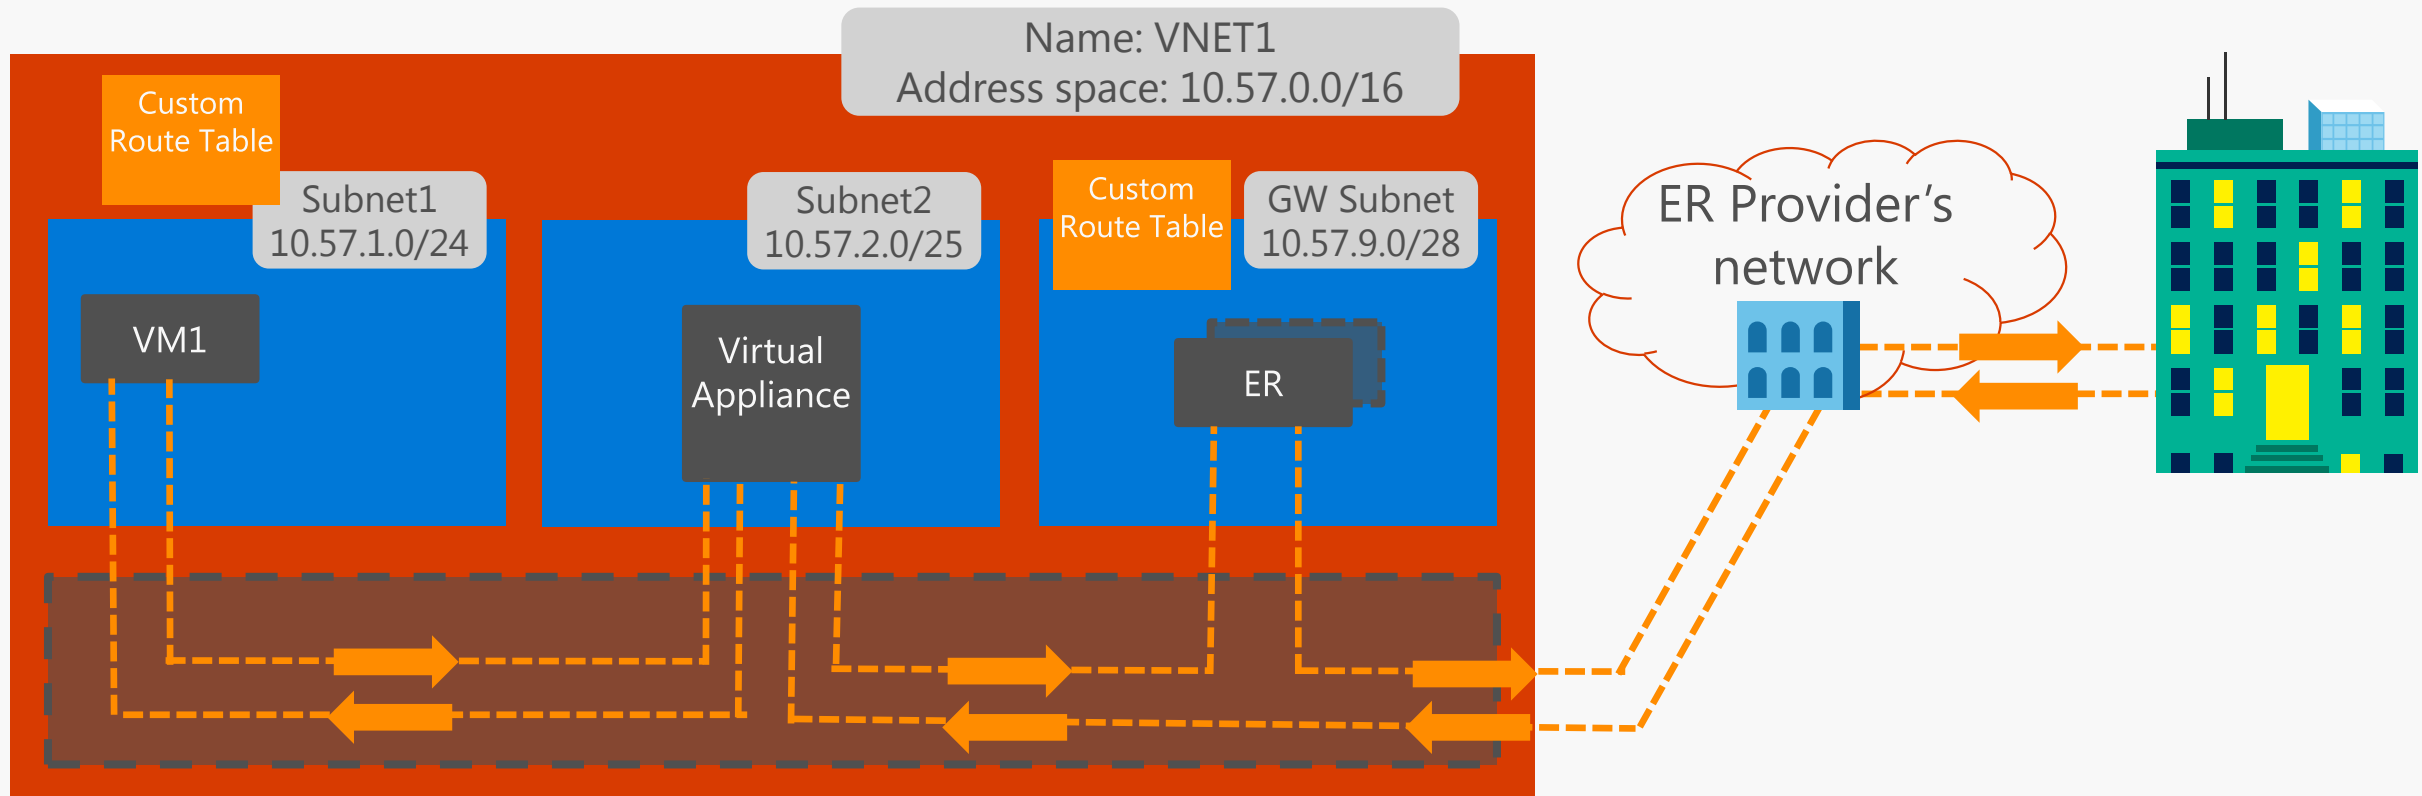 Name: VNET1
Address space: 10.57.0.0/16
Custom
Route Table
Subnet1
10.57.1.0/24
Subnet2
10.57.2.0/25
Custom
Route Table
GW Subnet
10.57.9.0/28
ER Provider’s
network
VM1
Virtual
Appliance
ER